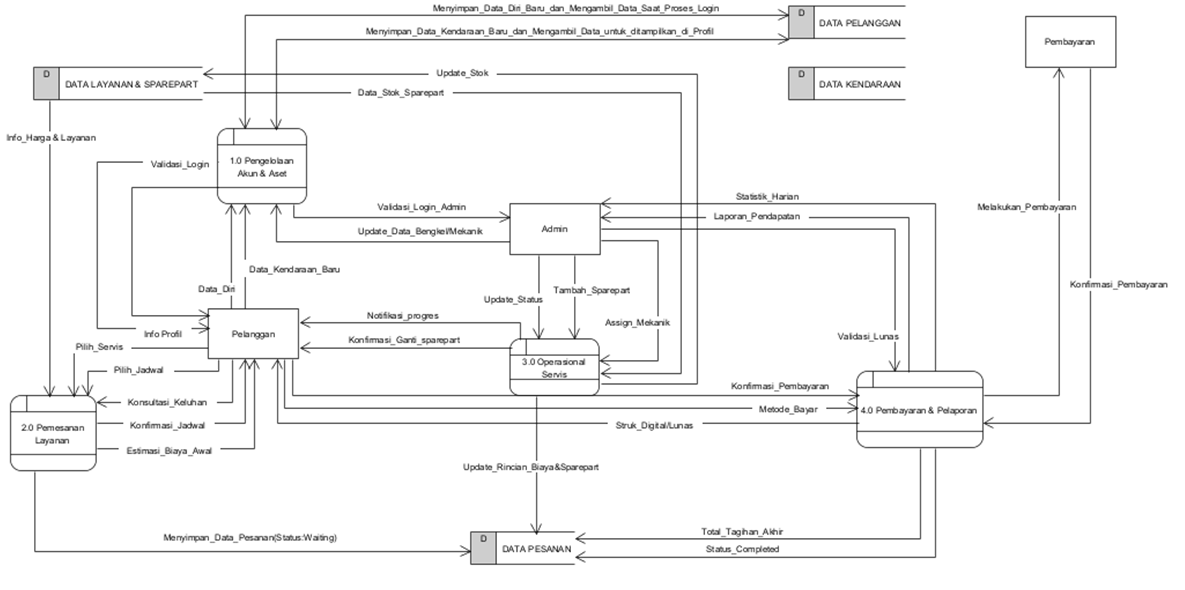 Menyimpan_Data_Diri_Baru_dan_Mengambil_Data_Saat_Proses_Login
D
DATA PELANGGAN
Menyimpan_Data_Kendaraan_Baru_dan_Mengambil_Data_untuk_ditampilkan_di_Profil
Pembayaran
D
DATA LAYANAN & SPAREPART
Update_Stok
Data_Stok_Sparepart
D
DATA KENDARAAN
Info_Harga & Layanan
Validasi_Login
1.0 Pengelolaan
Akun & Aset
Validasi_Login_Admin
Update_Data_Bengkel/Mekanik
Admin
Statistik_Harian
Laporan_Pendapatan
Melakukan_Pembayaran
Data_Kendaraan_Baru
Data_Diri
Update_Status
Tambah_Sparepart
Konfirmasi_Pembayaran
Assign_Mekanik
Validasi_Lunas
Info Profil
Pelanggan
Notifikasi_progres
Konfirmasi_Ganti_sparepart
Pilih_Servis
Pilih_Jadwal
3.0 Operasional
Servis
Konfirmasi_Pembayaran
Konsultasi_Keluhan
Metode_Bayar
4.0 Pembayaran & Pelaporan
Konfirmasi_Jadwal
Struk_Digital/Lunas
2.0 Pemesanan
Layanan
Estimasi_Biaya_Awal
Update_Rincian_Biaya&Sparepart
Menyimpan_Data_Pesanan(Status:Waiting)
D
DATA PESANAN
Total_Tagihan_Akhir
Status_Completed